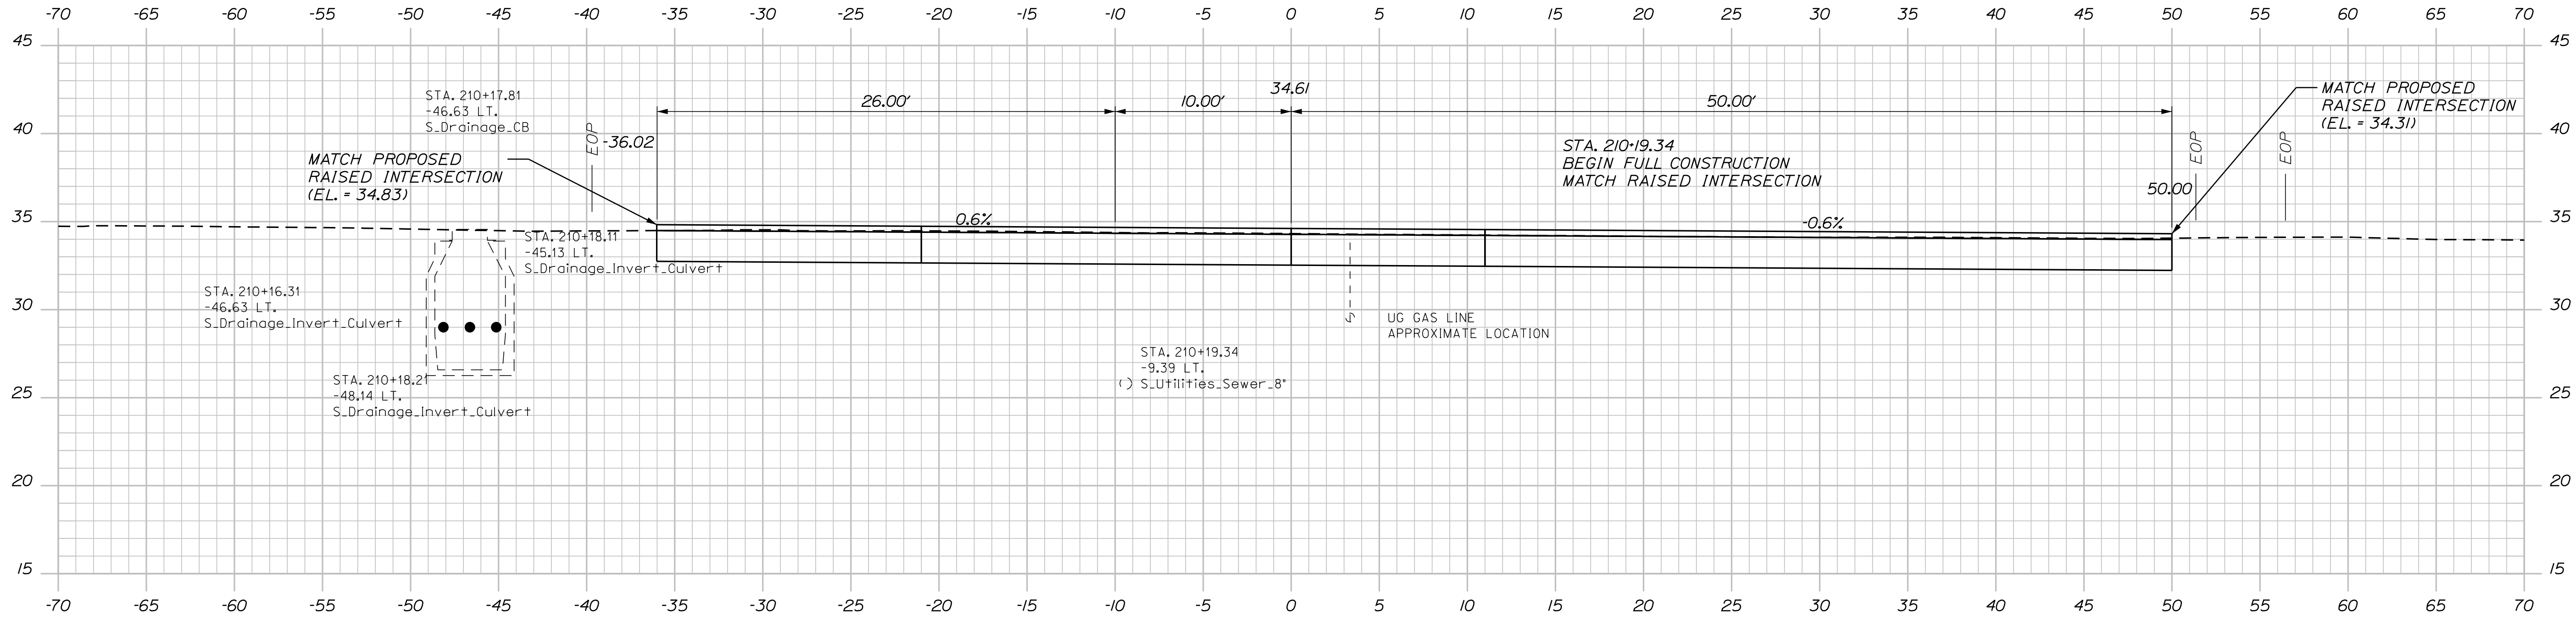 -70 -65 -60 -55 -50 -45 -40 -35 -30 -25 -20 -15 -10 -5 0 5 10 15 20 25 30 35 40 45 50 55 60 65 70
45 45
34.61
MATCH PROPOSED
RAISED INTERSECTION
(EL. = 34.31)
STA. 210+17.81
-46.63 LT.
S_Drainage_CB
26.00' 10.00' 50.00'
40 40
EOP
-36.02
EOP
EOP
STA. 210+19.34
BEGIN FULL CONSTRUCTION
MATCH RAISED INTERSECTION
MATCH PROPOSED
RAISED INTERSECTION
(EL. = 34.83)
50.00
35 35
0.6%
-0.6%
STA. 210+18.11
-45.13 LT.
S_Drainage_Invert_Culvert
STA. 210+16.31
-46.63 LT.
S_Drainage_Invert_Culvert
30 30
UG GAS LINE
APPROXIMATE LOCATION
STA. 210+19.34
-9.39 LT.
S_Utilities_Sewer_8"
STA. 210+18.21
-48.14 LT.
S_Drainage_Invert_Culvert
25 25
20 20
15 15
-70 -65 -60 -55 -50 -45 -40 -35 -30 -25 -20 -15 -10 -5 0 5 10 15 20 25 30 35 40 45 50 55 60 65 70